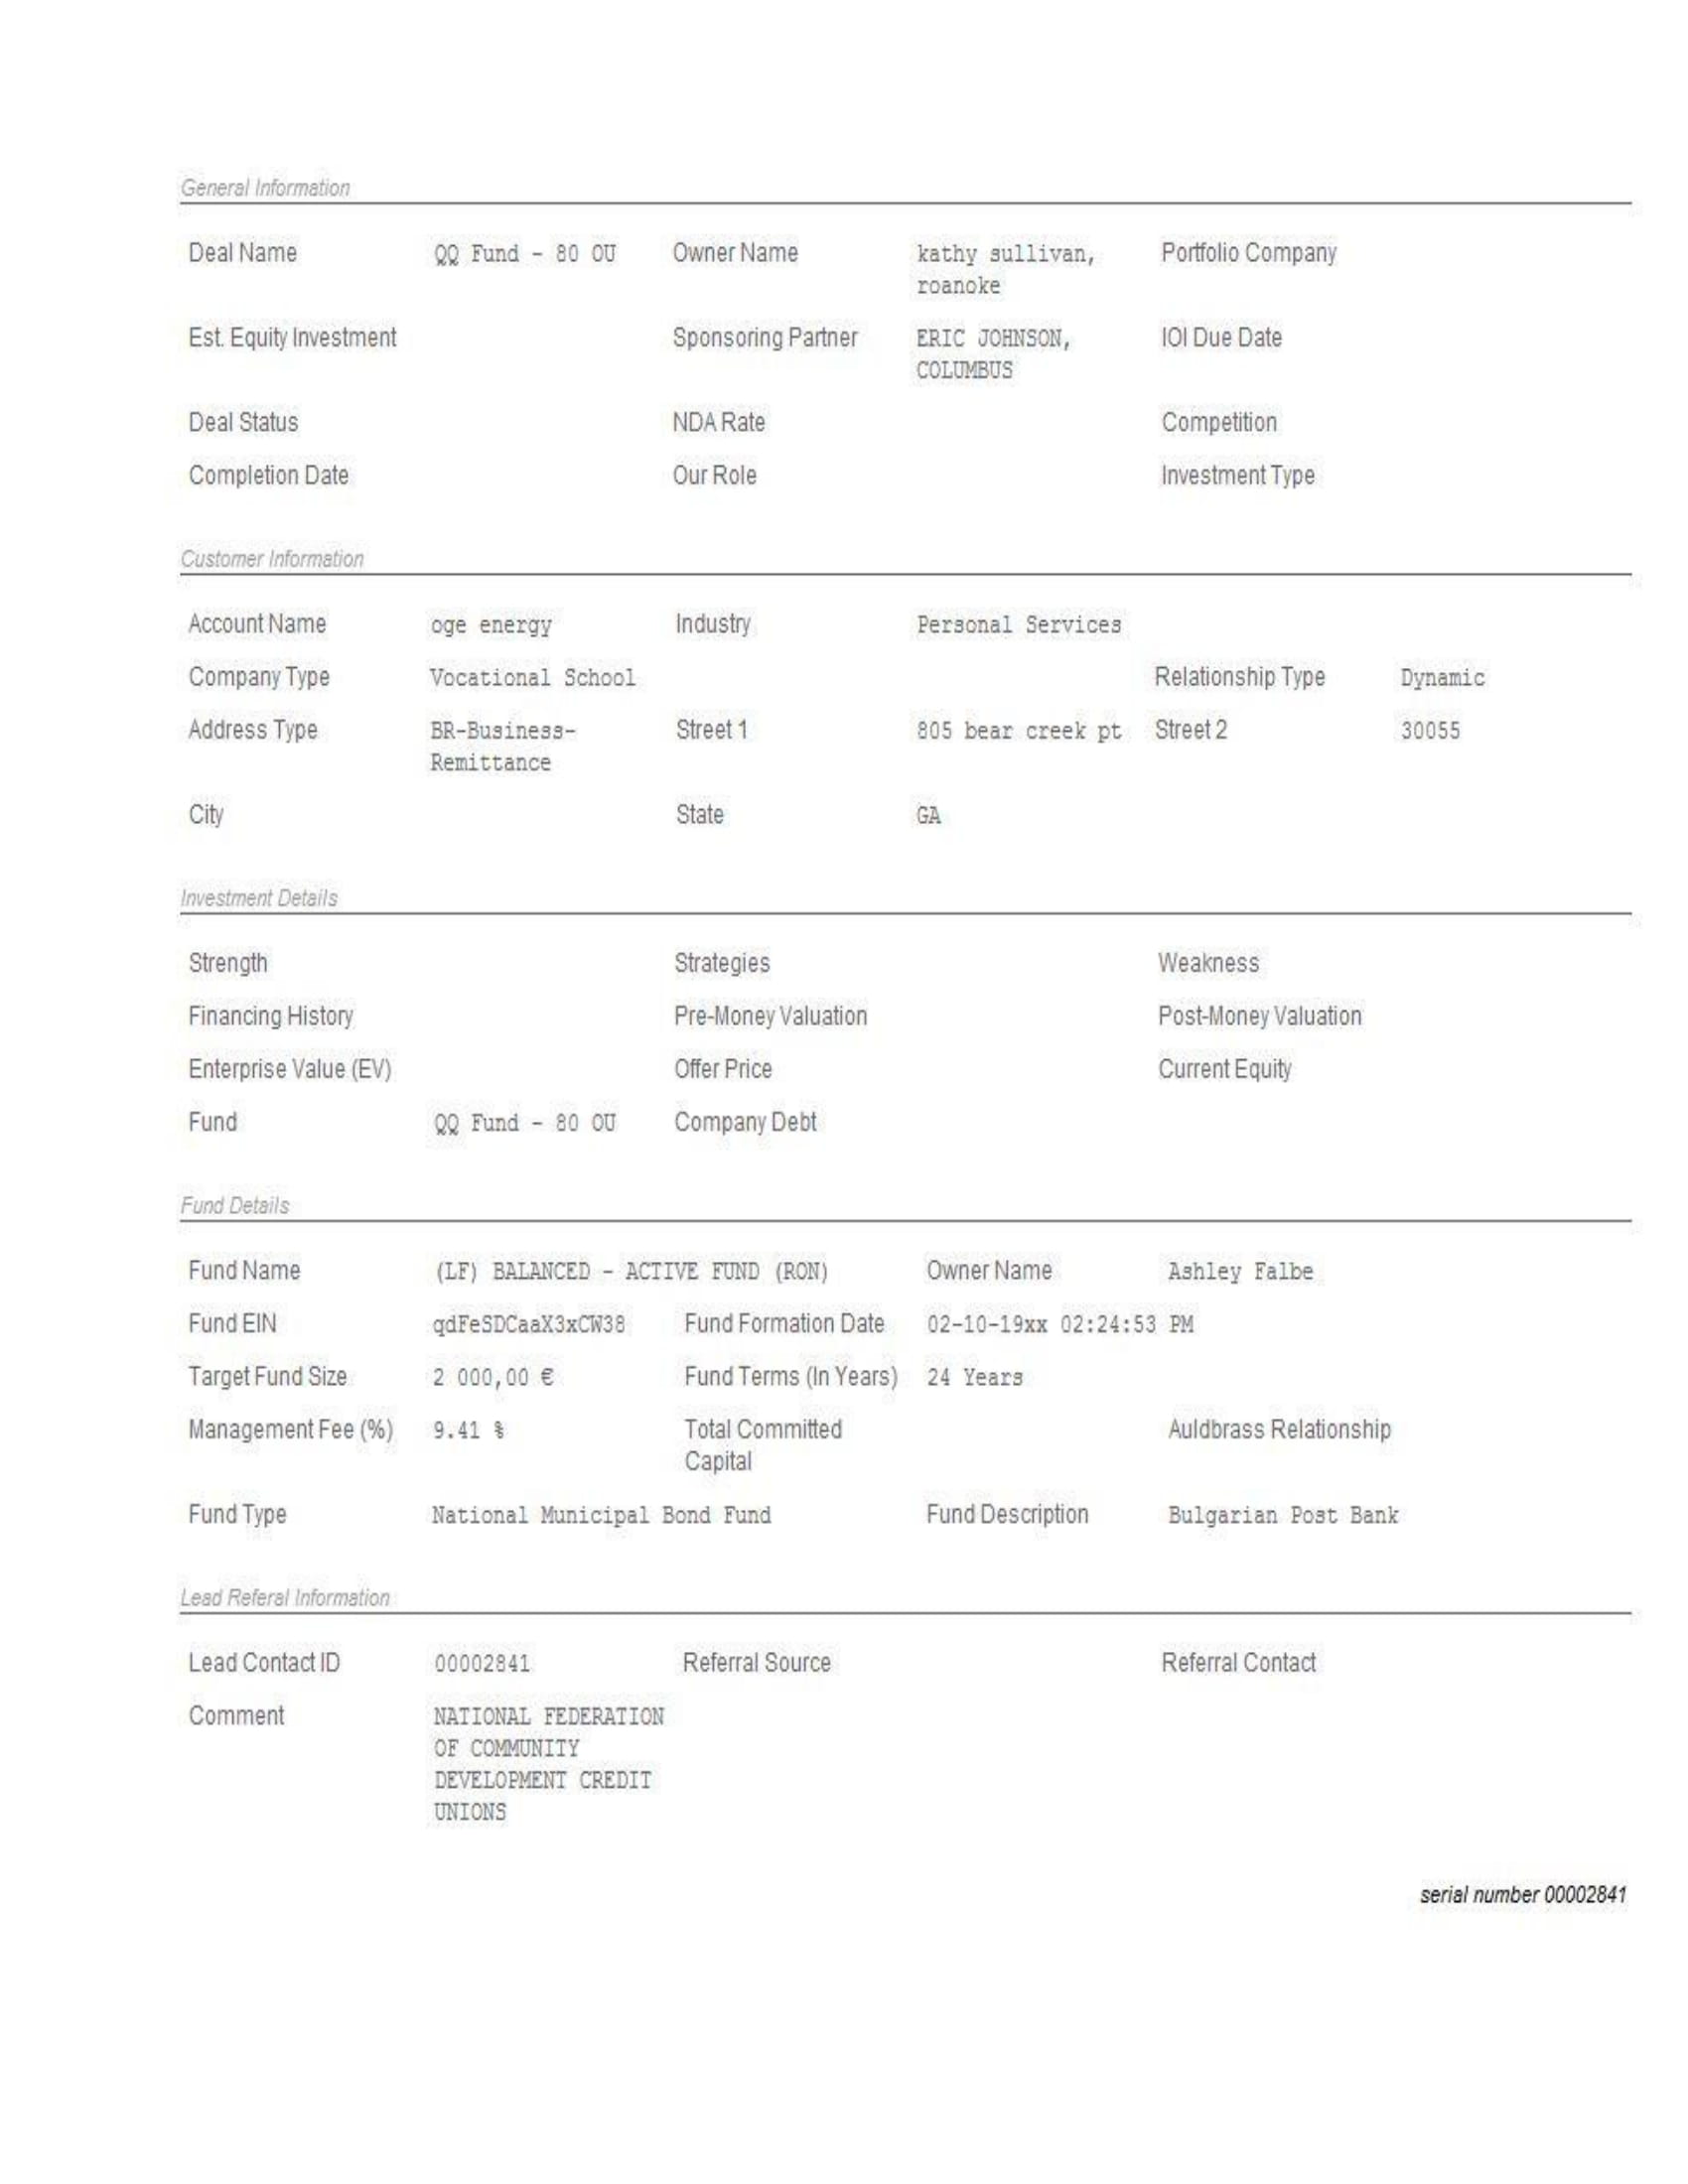 General Information
Deal Name QQ Fund - 80 OU Owner Name kathy sullivan, Portfolio Company
roanoke
Est. Equity Investment Sponsoring Partner ERIC JOHNSON, IOI Due Date
COLUMBUS
Deal Status NDA Rate Competition
Completion Date Our Role Investment Type
Customer Information
Account Name oge energy Industry Personal Services
Company Type Vocational School Relationship Type Dynamic
Address Type BR-Business- Street 1 805 bear creek pt Street 2 30055
Remittance
City State GA
Investment Details
Strength Strategies Weakness
Financing History Pre-Money Valuation Post-Money Valuation
Enterprise Value (EV) Offer Price Current Equity
Fund QQ Fund - 80 OU Company Debt
Fund Details
Fund Name (LF) BALANCED - ACTIVE FUND (RON) Owner Name Ashley Falbe
Fund EIN qdFeSDCaaX3xCW38 Fund Formation Date 02-10-19xx 02:24:53 PM
Target Fund Size 2 000,00 € Fund Terms (In Years) 24 Years
Management Fee (%) 9.41 % Total Committed Auldbrass Relationship
Capital
Fund Type National Municipal Bond Fund Fund Description Bulgarian Post Bank
Lead Referal Information
Lead Contact ID 00002841 Referral Source Referral Contact
Comment NATIONAL FEDERATION
OF COMMUNITY
DEVELOPMENT CREDIT
UNIONS
serial number 00002841